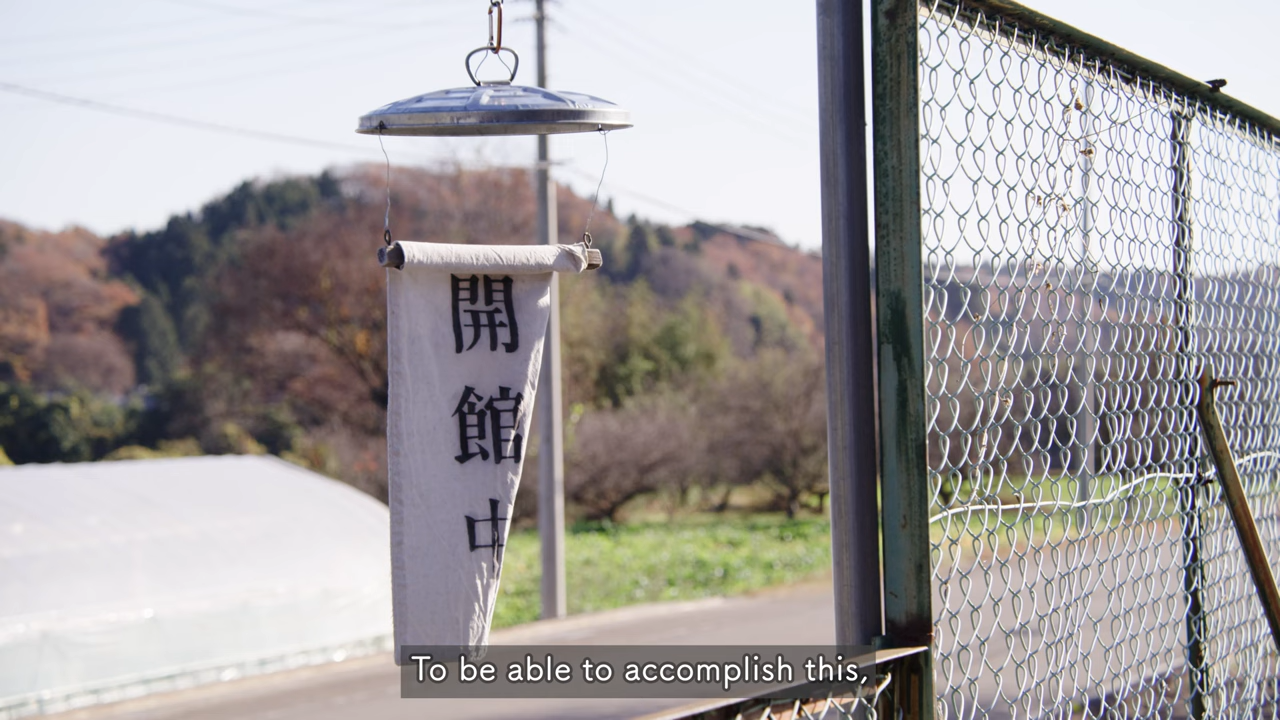 開館中
To be able to accomplish this,